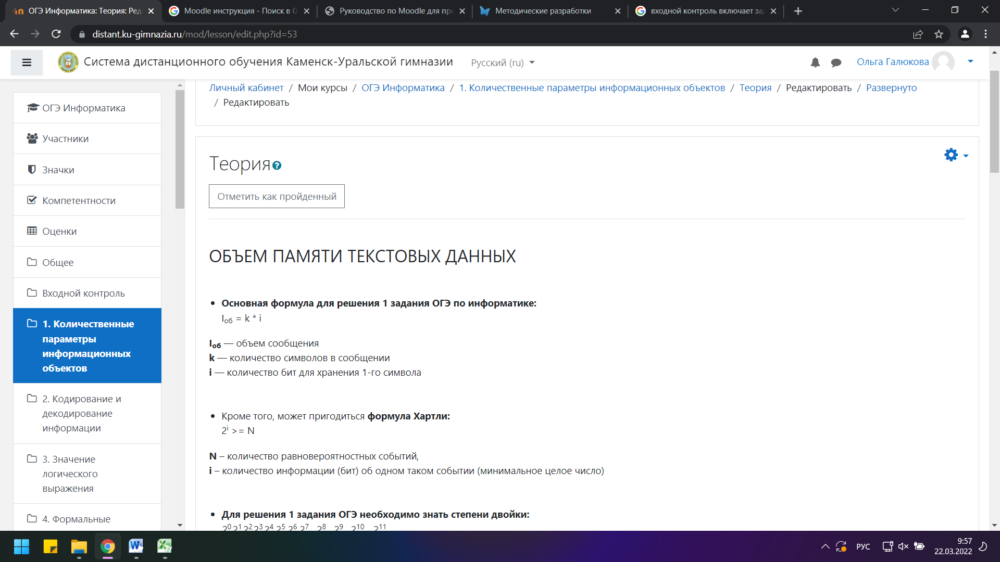 ОГЭ Информатика: Теория: Ред
Moodle инструкция - Поиск в G
Руководство по Moodle для пре
Методические разработки
входной контроль включает за
distant.ku-gimnazia.ru/mod/lesson/edit.php?id=53
Система дистанционного обучения Каменск-Уральской гимназии
Русский (ru)
Ольга Галюкова
Личный кабинет / Мои курсы / ОГЭ Информатика / 1. Количественные параметры информационных объектов / Теория / Редактировать / Развернуто
/ Редактировать
ОГЭ Информатика
Участники
Значки
Компетентности
Оценки
Общее
Входной контроль
1. Количественные
параметры
информационных
объектов
2. Кодирование и
декодирование
информации
3. Значение
логического
выражения
4. Формальные
Теория
Отметить как пройденный
ОБЪЕМ ПАМЯТИ ТЕКСТОВЫХ ДАННЫХ
• Основная формула для решения 1 задания ОГЭ по информатике:
Iоб = k * i
Iоб — объем сообщения
k — количество символов в сообщении
i — количество бит для хранения 1-го символа
• Кроме того, может пригодиться формула Хартли:
2^i >= N
N – количество равновероятностных событий,
i – количество информации (бит) об одном таком событии (минимальное целое число)
• Для решения 1 задания ОГЭ необходимо знать степени двойки:
2^0 2^1 2^2 2^3 2^4 2^5 2^6 2^7 2^8 2^9 2^10 2^11
РУС
9:57
22.03.2022